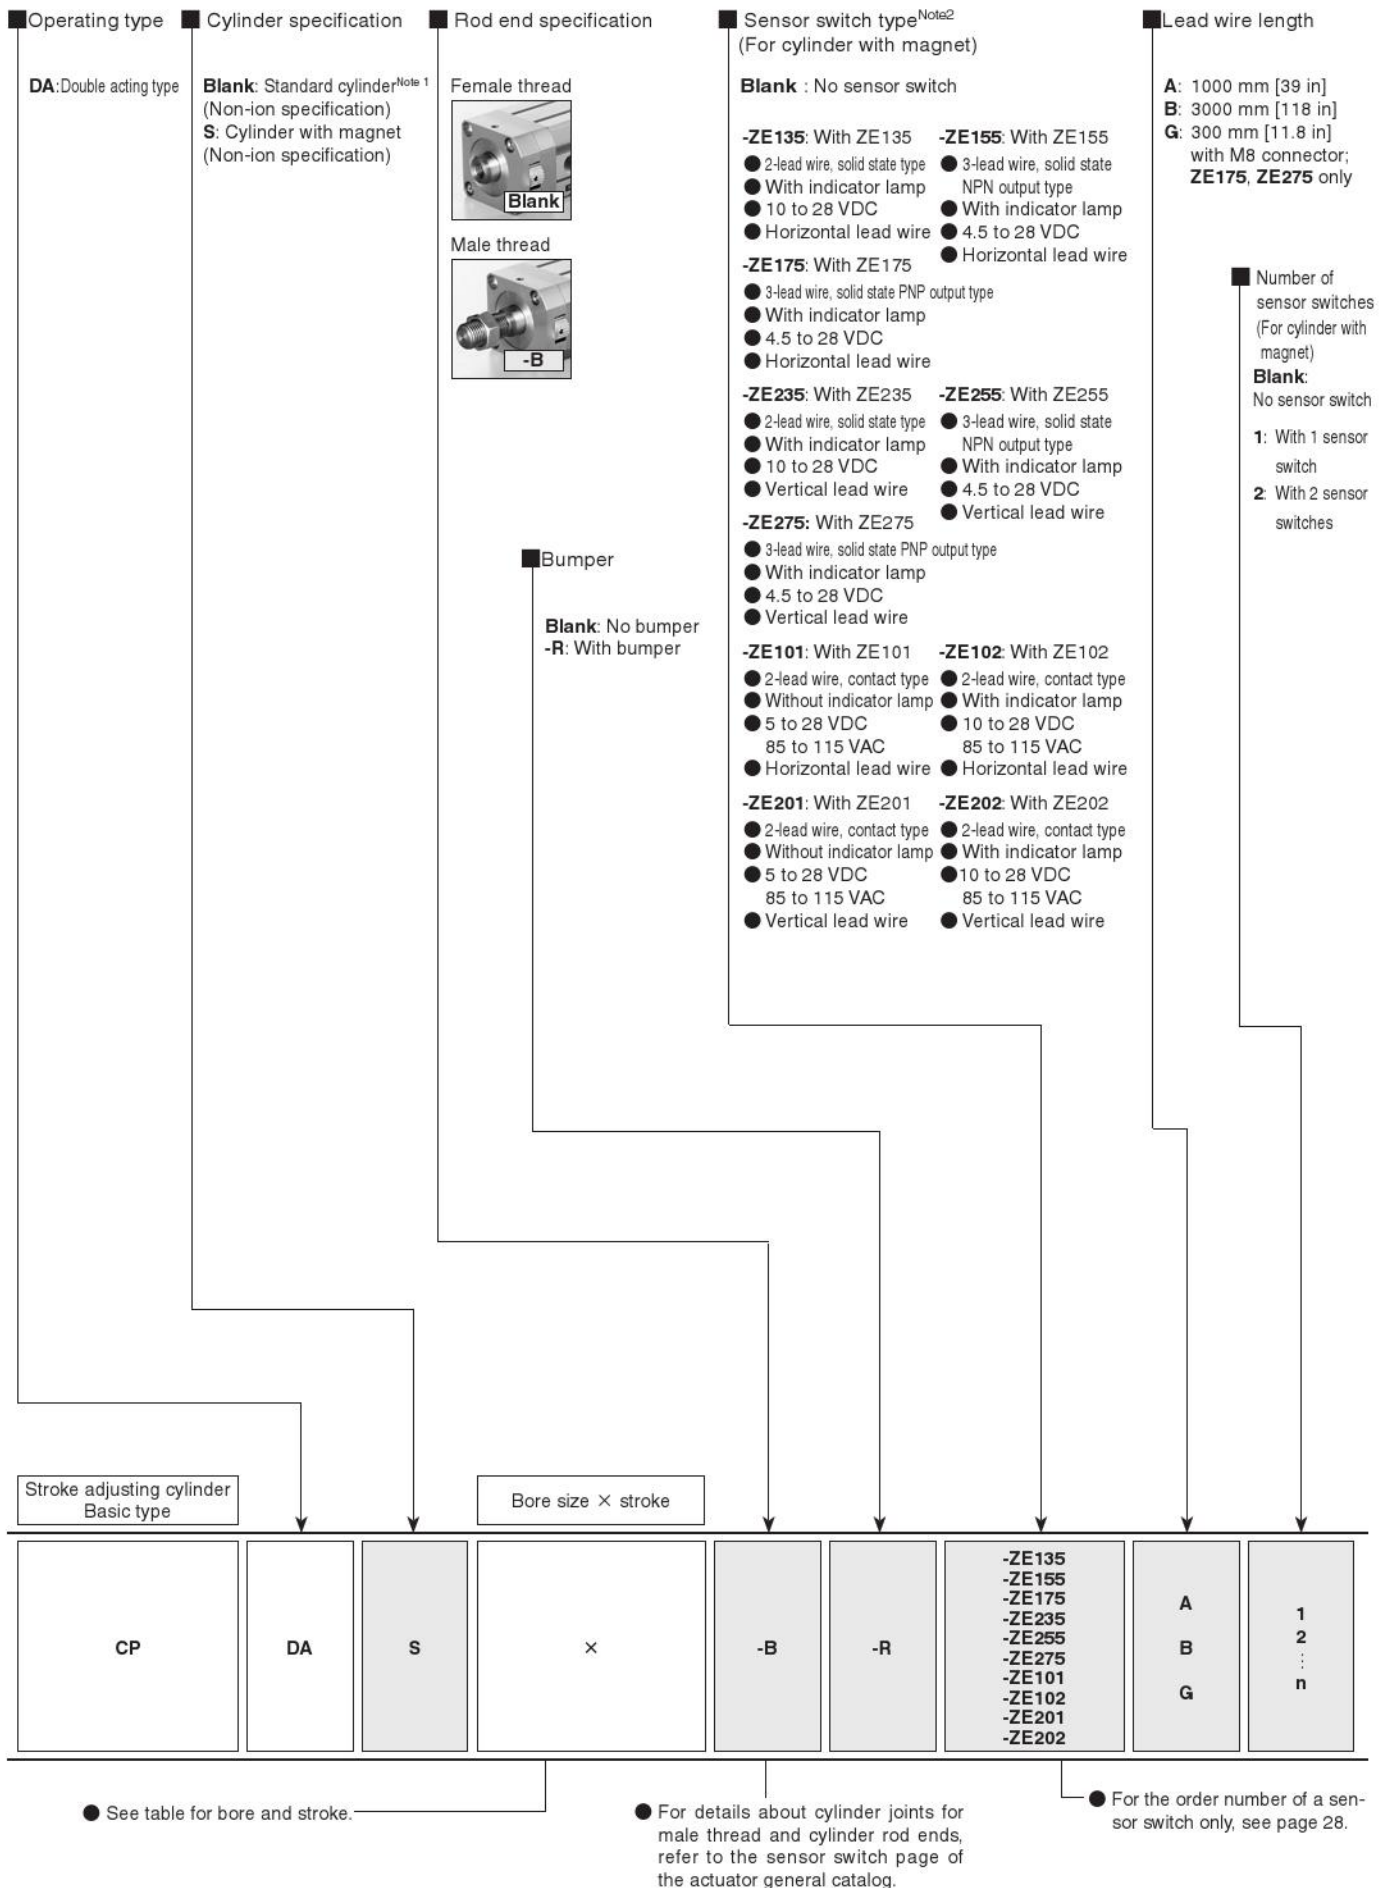 ■Operating type
DA:Double acting type
■ Cylinder specification
Blank: Standard cylinderNote 1
(Non-ion specification)
S: Cylinder with magnet
(Non-ion specification)
■ Rod end specification
Female thread
Blank
Male thread
-B
■Bumper
Blank: No bumper
-R: With bumper
■ Sensor switch typeNote2
(For cylinder with magnet)
Blank : No sensor switch
-ZE135: With ZE135
● 2-lead wire, solid state type
● With indicator lamp
● 10 to 28 VDC
● Horizontal lead wire
-ZE155: With ZE155
● 3-lead wire, solid state
NPN output type
● With indicator lamp
● 4.5 to 28 VDC
● Horizontal lead wire
-ZE175: With ZE175
● 3-lead wire, solid state PNP output type
● With indicator lamp
● 4.5 to 28 VDC
● Horizontal lead wire
-ZE235: With ZE235
● 2-lead wire, solid state type
● With indicator lamp
● 10 to 28 VDC
● Vertical lead wire
-ZE255: With ZE255
● 3-lead wire, solid state
NPN output type
● With indicator lamp
● 4.5 to 28 VDC
● Vertical lead wire
-ZE275: With ZE275
● 3-lead wire, solid state PNP output type
● With indicator lamp
● 4.5 to 28 VDC
● Vertical lead wire
-ZE101: With ZE101
● 2-lead wire, contact type
● Without indicator lamp
● 5 to 28 VDC
85 to 115 VAC
● Horizontal lead wire
-ZE102: With ZE102
● 2-lead wire, contact type
● With indicator lamp
● 10 to 28 VDC
85 to 115 VAC
● Horizontal lead wire
-ZE201: With ZE201
● 2-lead wire, contact type
● Without indicator lamp
● 5 to 28 VDC
85 to 115 VAC
● Vertical lead wire
-ZE202: With ZE202
● 2-lead wire, contact type
● With indicator lamp
●10 to 28 VDC
85 to 115 VAC
● Vertical lead wire
■Lead wire length
A: 1000 mm [39 in]
B: 3000 mm [118 in]
G: 300 mm [11.8 in]
with M8 connector;
ZE175, ZE275 only
■ Number of
sensor switches
(For cylinder with
magnet)
Blank:
No sensor switch
1: With 1 sensor
switch
2: With 2 sensor
switches
Stroke adjusting cylinder
Basic type
Bore size × stroke
CP
DA
S
×
-B
-R
-ZE135
-ZE155
-ZE175
-ZE235
-ZE255
-ZE275
-ZE101
-ZE102
-ZE201
-ZE202
A
B
G
1
2
⋮
n
● See table for bore and stroke.
● For details about cylinder joints for
male thread and cylinder rod ends,
refer to the sensor switch page of
the actuator general catalog.
● For the order number of a sen-
sor switch only, see page 28.